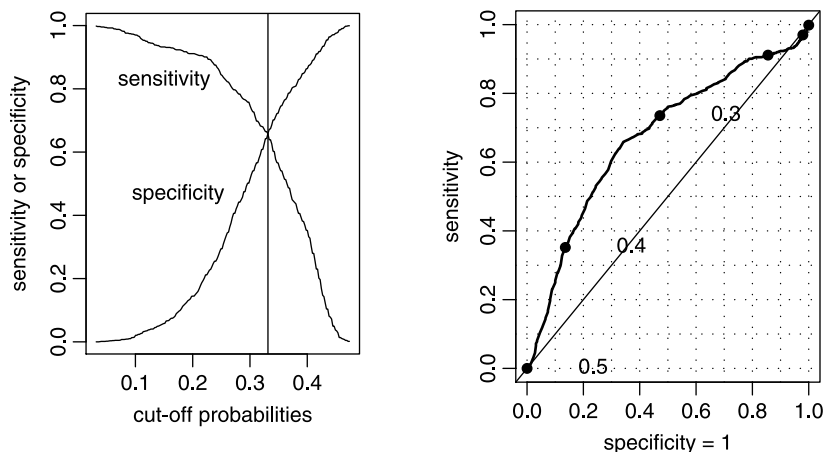 sensitivity or specificity
0.0 0.2 0.4 0.6 0.8 1.0
sensitivity
specificity
0.1 0.2 0.3 0.4
cut-off probabilities
sensitivity
0.0 0.2 0.4 0.6 0.8 1.0
0.3
0.4
0.5
0.0 0.2 0.4 0.6 0.8 1.0
specificity = 1